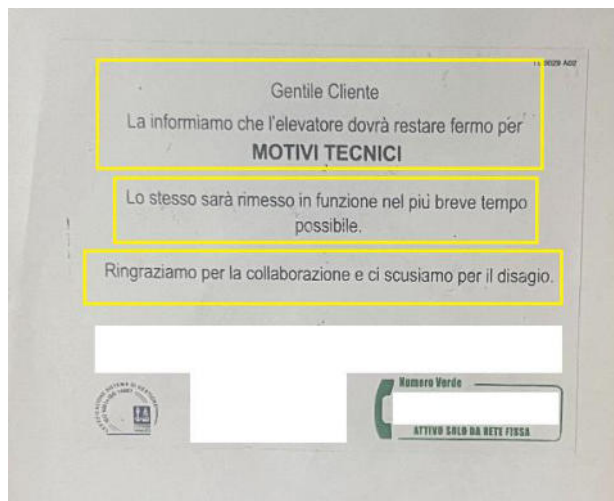 Gentile Cliente
La informiamo che l'elevatore dovrà restare fermo per
MOTIVI TECNICI
Lo stesso sarà rimesso in funzione nel più breve tempo
possibile.
Ringraziamo per la collaborazione e ci scusiamo per il disagio.
Numero Verde
ATTIVO SOLO DA RETE FISSA